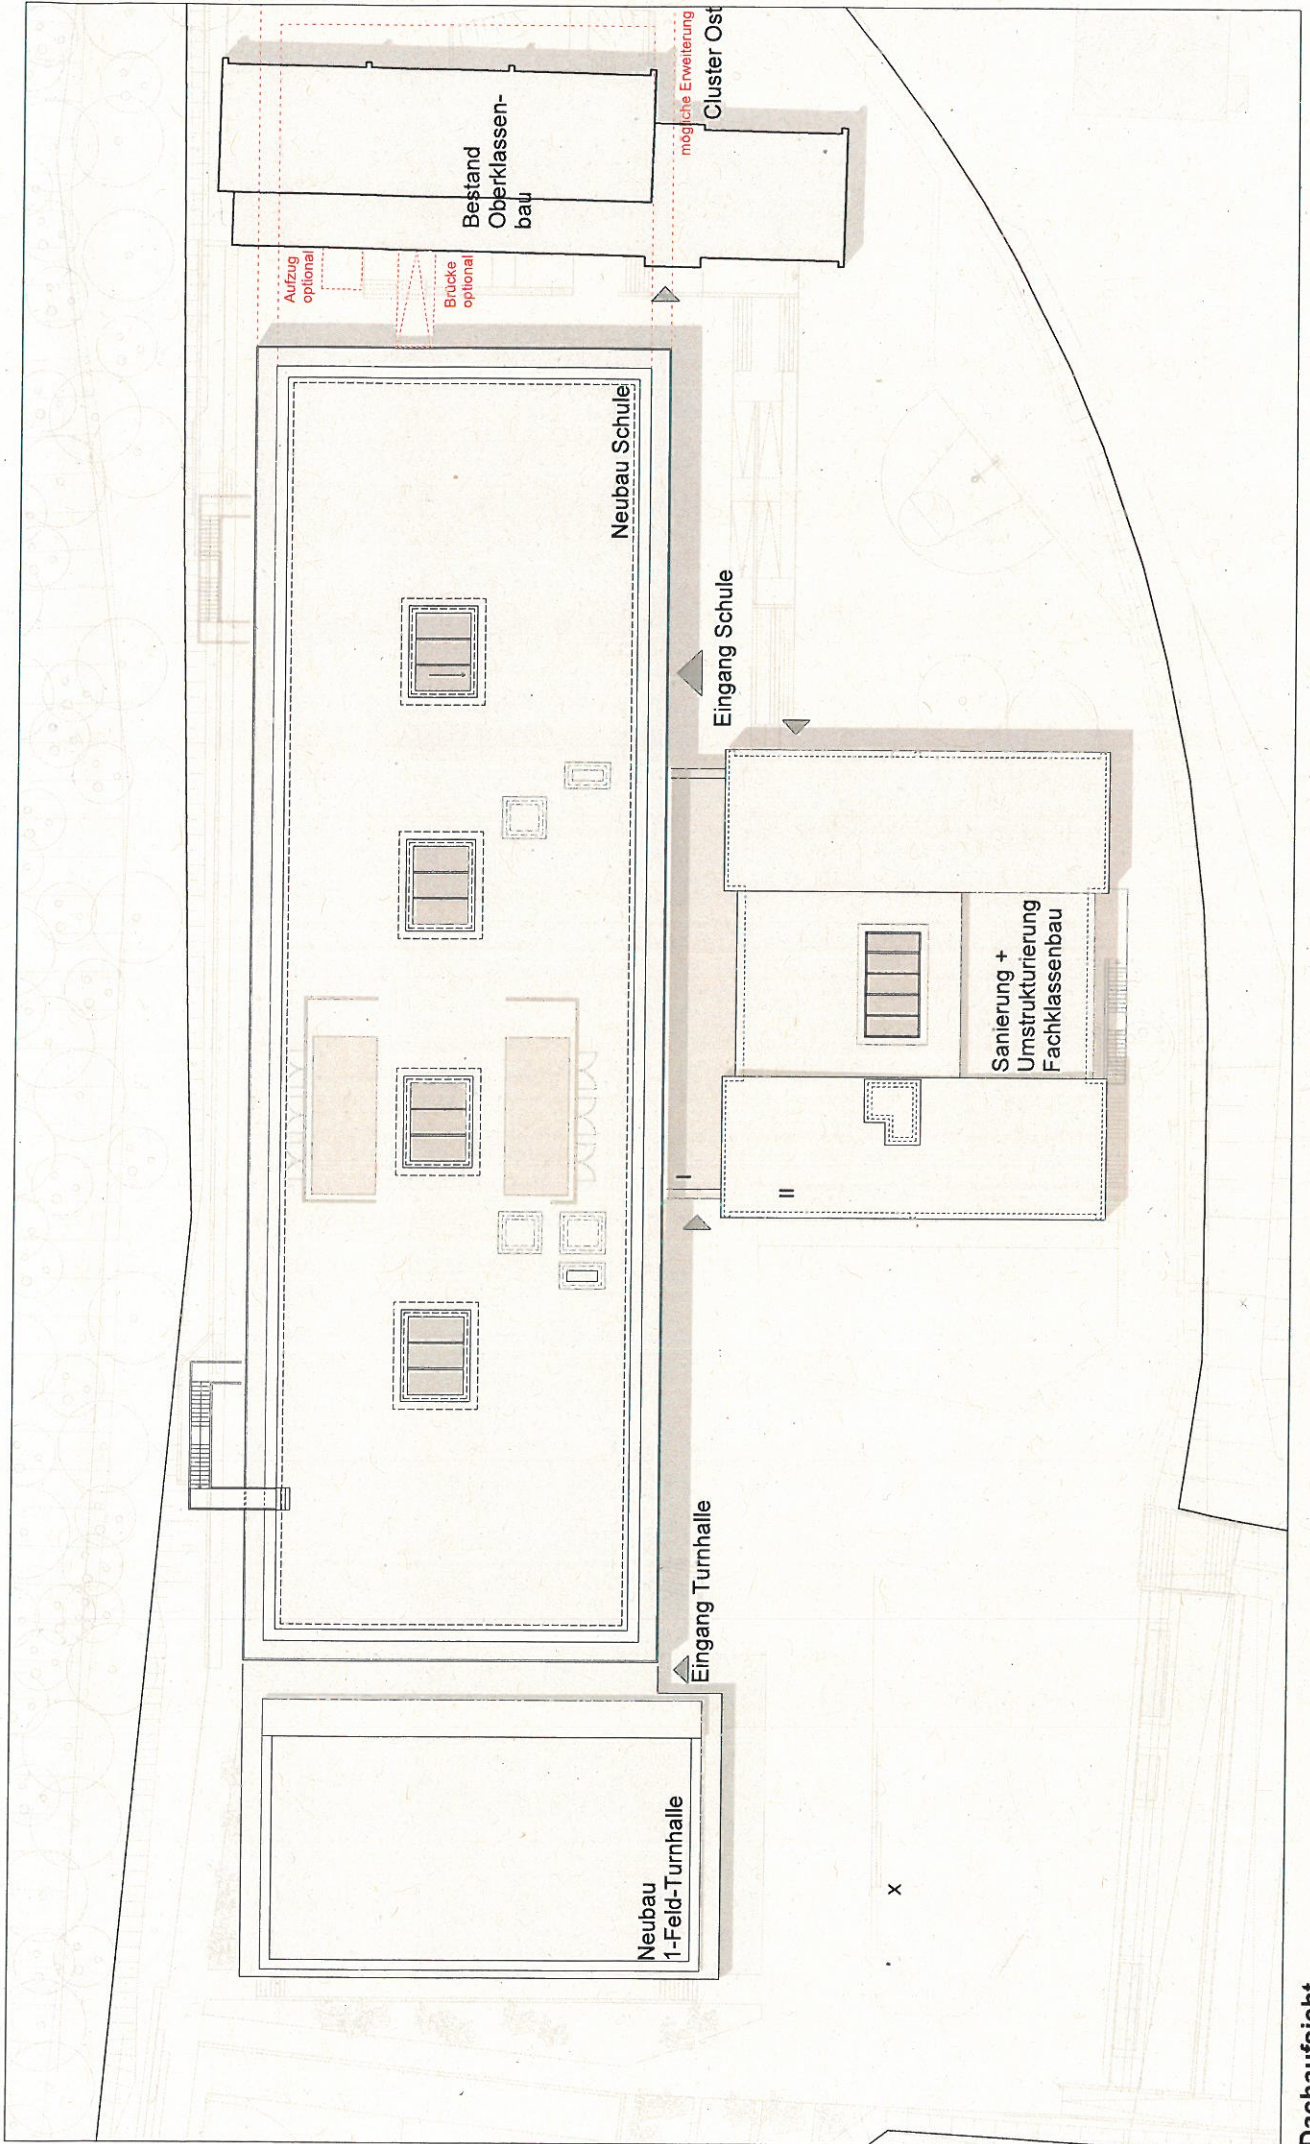 Neubau
1-Feld-Turnhalle
Eingang Turnhalle
I
II
Sanierung +
Umstrukturierung
Fachklassenbau
Eingang Schule
Neubau Schule
Aufzug
optional
Brücke
optional
Bestand
Oberklassen-
bau
mögliche Erweiterung
Cluster Ost
x
Dachaufsicht